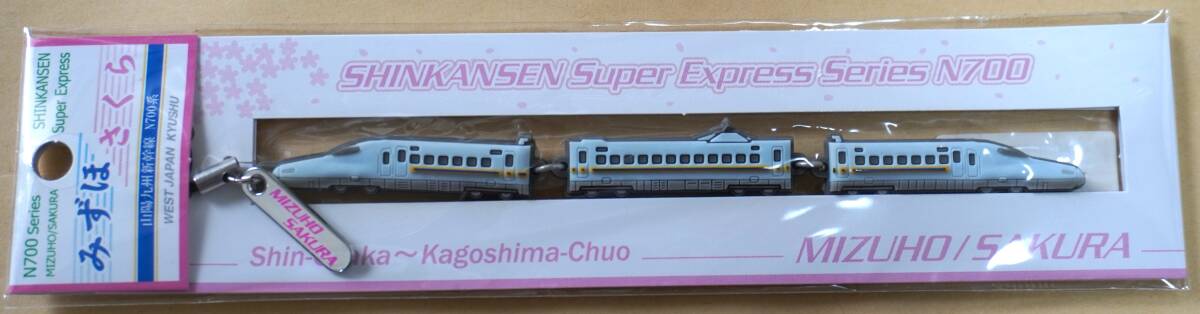 SHINKANSEN
Super Express
さくら
みずほ
山陽九州新幹線 N700系
WEST JAPAN KYUSHU
N700 Series
MIZUHO/SAKURA
SHINKANSEN Super Express Series N700
MIZUHO
SAKURA
Shin- aka～Kagoshima-Chuo
MIZUHO/SAKURA